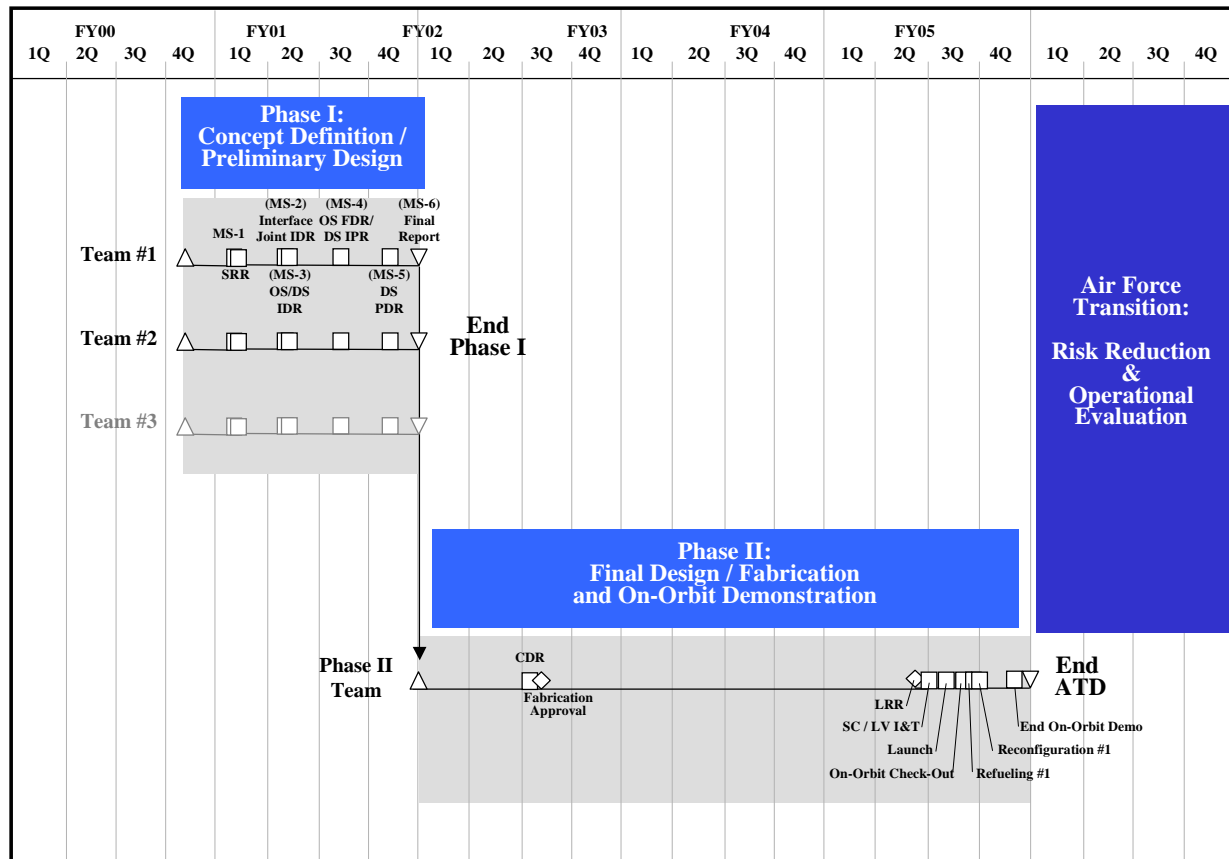 FY00 FY01 FY02 FY03 FY04 FY05
1Q 2Q 3Q 4Q 1Q 2Q 3Q 4Q 1Q 2Q 3Q 4Q 1Q 2Q 3Q 4Q 1Q 2Q 3Q 4Q 1Q 2Q 3Q 4Q
Phase I:
Concept Definition /
Preliminary Design
Team #1
MS-1
SRR
(MS-2)
Interface
Joint IDR
(MS-3)
OS/DS
IDR
(MS-4)
OS FDR/
DS IPR
(MS-5)
DS
PDR
(MS-6)
Final
Report
Team #2
End
Phase I
Team #3
Air Force
Transition:
Risk Reduction
&
Operational
Evaluation
Phase II:
Final Design / Fabrication
and On-Orbit Demonstration
Phase II
Team
CDR
Fabrication
Approval
LRR
SC / LV I&T
Launch
On-Orbit Check-Out
Refueling #1
Reconfiguration #1
End On-Orbit Demo
End
ATD